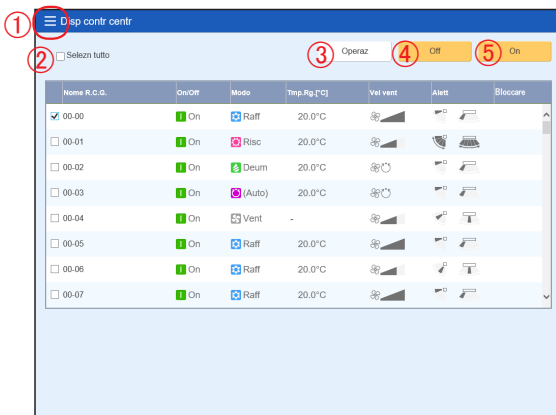 ① Disp contr centr
② Selezn tutto ③ Operaz ④ Off ⑤ On
Nome R.C.G. On/Off Modo Tmp.Rg.[°C] Vel vent Alett Bloccare
00-00 On Raff 20.0°C
00-01 On Risc 20.0°C
00-02 On Deum 20.0°C
00-03 On (Auto) 20.0°C
00-04 On Vent -
00-05 On Raff 20.0°C
00-06 On Raff 20.0°C
00-07 On Raff 20.0°C